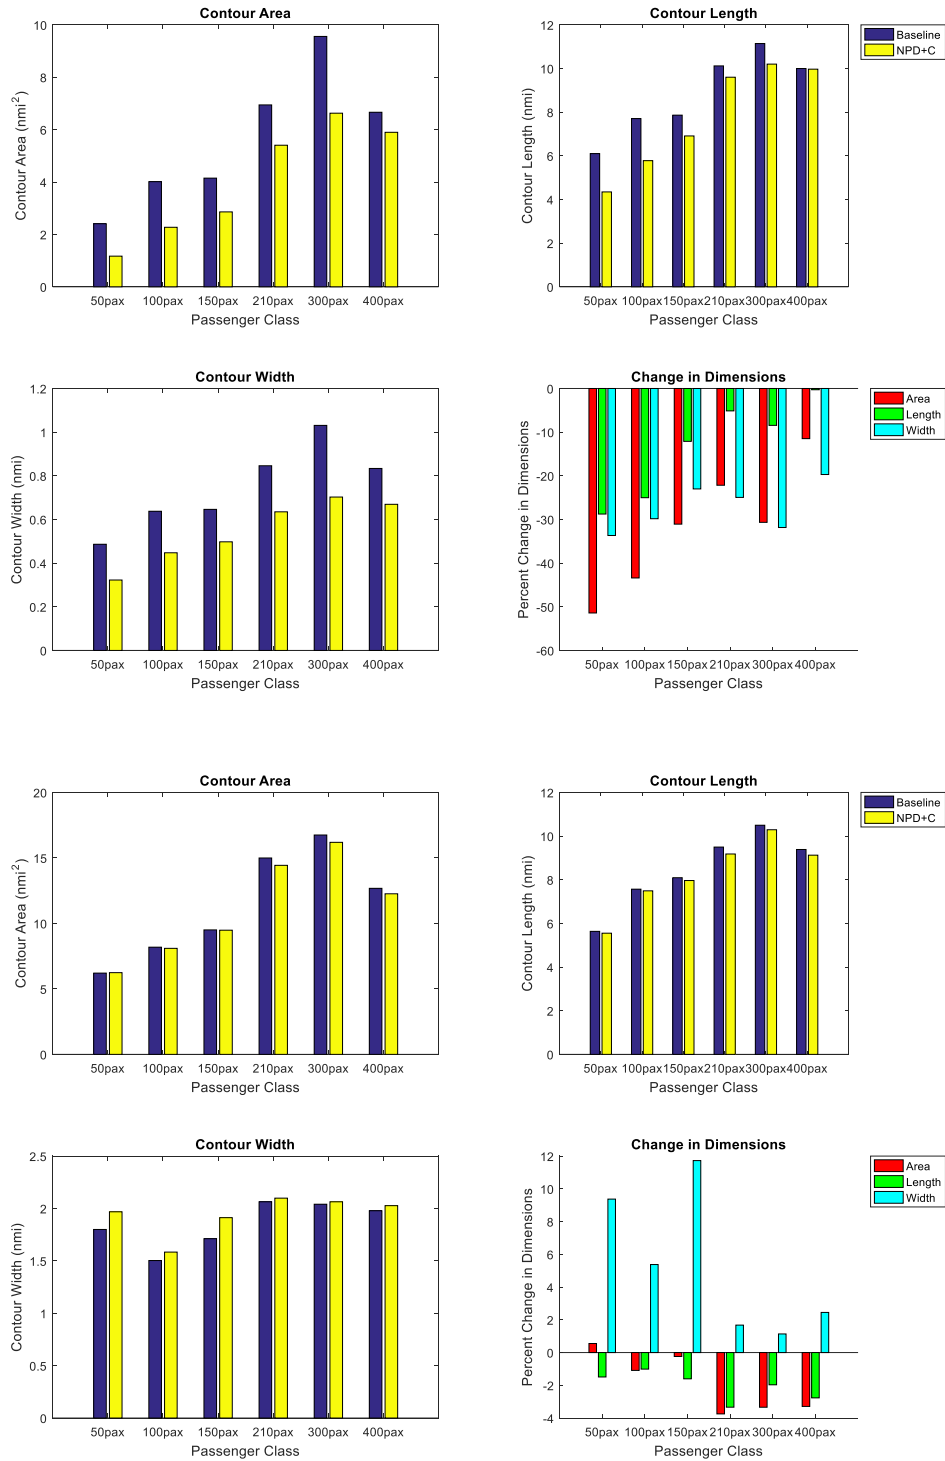 Contour Area
10
8
6
4
2
0
Contour Area (nmi²)
50pax 100pax 150pax 210pax 300pax 400pax
Passenger Class
Contour Length
12
10
8
6
4
2
0
Contour Length (nmi)
50pax 100pax 150pax 210pax 300pax 400pax
Passenger Class
Baseline
NPD+C
Contour Width
1.2
1
0.8
0.6
0.4
0.2
0
Contour Width (nmi)
50pax 100pax 150pax 210pax 300pax 400pax
Passenger Class
Change in Dimensions
0
-10
-20
-30
-40
-50
-60
Percent Change in Dimensions
50pax 100pax 150pax 210pax 300pax 400pax
Passenger Class
Area
Length
Width
Contour Area
20
15
10
5
0
Contour Area (nmi²)
50pax 100pax 150pax 210pax 300pax 400pax
Passenger Class
Contour Length
12
10
8
6
4
2
0
Contour Length (nmi)
50pax 100pax 150pax 210pax 300pax 400pax
Passenger Class
Baseline
NPD+C
Contour Width
2.5
2
1.5
1
0.5
0
Contour Width (nmi)
50pax 100pax 150pax 210pax 300pax 400pax
Passenger Class
Change in Dimensions
12
10
8
6
4
2
0
-2
-4
Percent Change in Dimensions
50pax 100pax 150pax 210pax 300pax 400pax
Passenger Class
Area
Length
Width